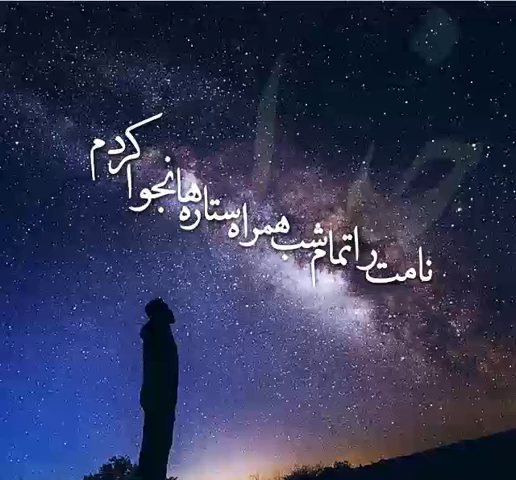 نامت را تمام شب همراه ستاره ها نجوا کردم